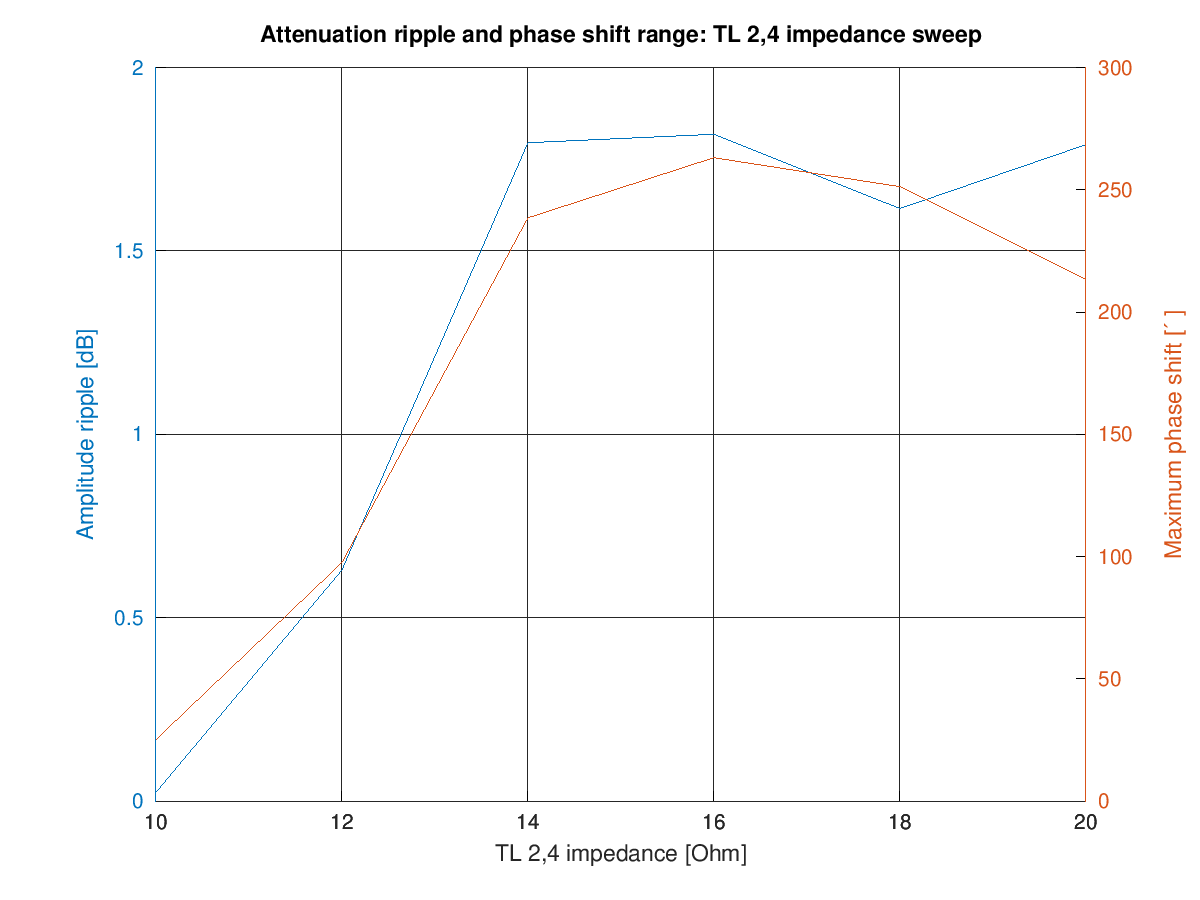 Attenuation ripple and phase shift range: TL 2,4 impedance sweep
2
1.5
1
0.5
0
Amplitude ripple [dB]
300
250
200
150
100
50
0
Maximum phase shift [´ ]
10 12 14 16 18 20
TL 2,4 impedance [Ohm]